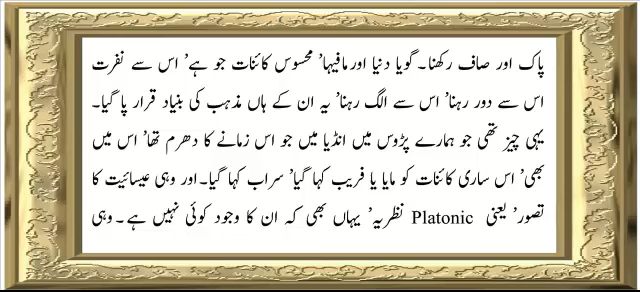 پاک اور صاف رکھنا۔ گویا دنیا اور مافیہا’ محسوس کائنات جو ہے’ اس سے نفرت
اس سے دور رہنا’ اس سے الگ رہنا’ یہ ان کے ہاں مذہب کی بنیاد قرار پا گیا۔
یہی چیز تھی جو ہمارے پڑوس میں انڈیا میں جو اس زمانے کا دھرم تھا’ اس میں
بھی’ اس ساری کائنات کو مایا یا فریب کہا گیا’ سراب کہا گیا۔ اور وہی عیسائیت کا
تصور’ یعنی Platonic نظریہ’ یہاں بھی کہ ان کا وجود کوئی نہیں ہے۔ وہی